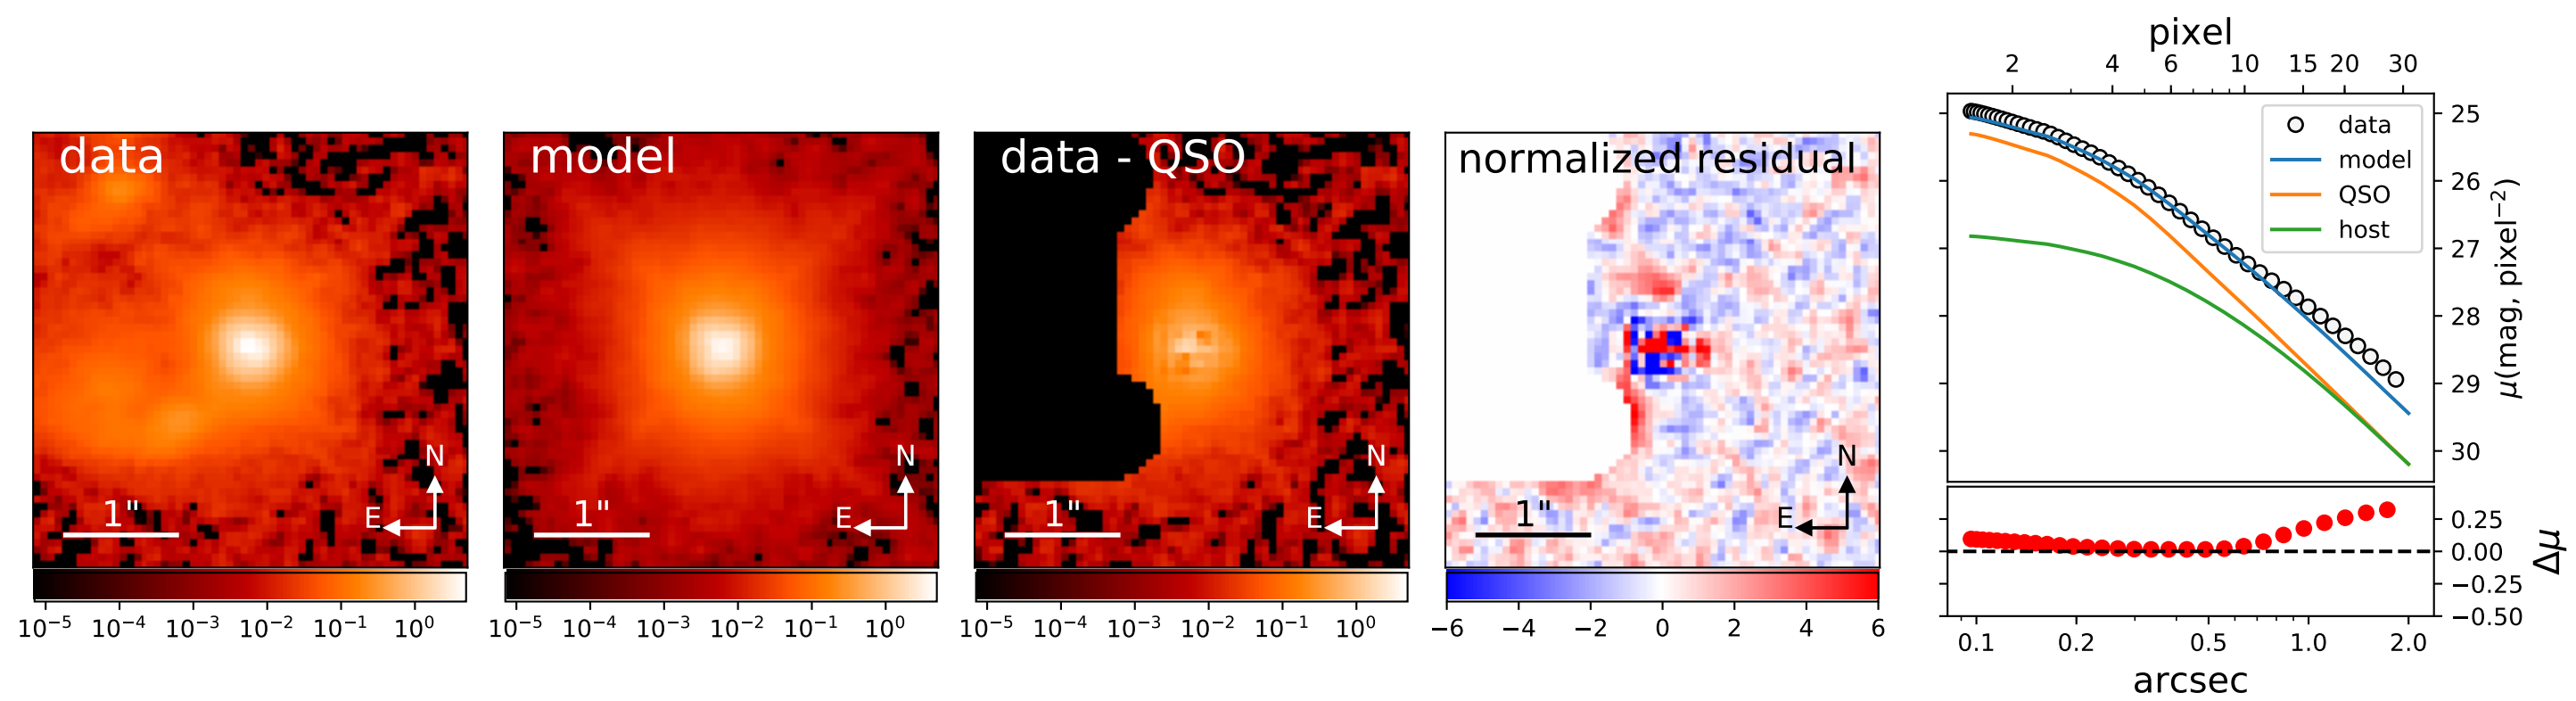 data
N
E
1"
10⁻⁵ 10⁻⁴ 10⁻³ 10⁻² 10⁻¹ 10⁰
model
N
E
1"
10⁻⁵ 10⁻⁴ 10⁻³ 10⁻² 10⁻¹ 10⁰
data - QSO
N
E
1"
10⁻⁵ 10⁻⁴ 10⁻³ 10⁻² 10⁻¹ 10⁰
normalized residual
N
E
1"
−6 −4 −2 0 2 4 6
pixel
2 4 6 10 15 20 30
data
model
QSO
host
25
26
27
28
29
30
μ(mag, pixel⁻²)
0.25
0.00
−0.25
−0.50
Δμ
0.1 0.2 0.5 1.0 2.0
arcsec